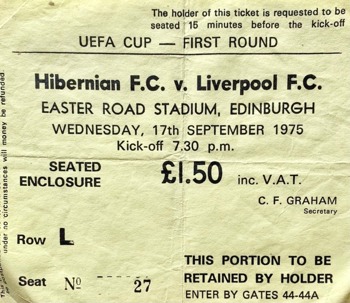 The holder of this ticket is requested to be
seated 15 minutes before the kick-off
UEFA CUP — FIRST ROUND
Hibernian F.C. v. Liverpool F.C.
EASTER ROAD STADIUM, EDINBURGH
WEDNESDAY, 17th SEPTEMBER 1975
Kick-off 7.30 p.m.
SEATED
ENCLOSURE
£1.50 inc. V.A.T.
C. F. GRAHAM
Secretary
Row L
Seat No 27
THIS PORTION TO BE
RETAINED BY HOLDER
ENTER BY GATES 44-44A
under no circumstances will money be refunded.